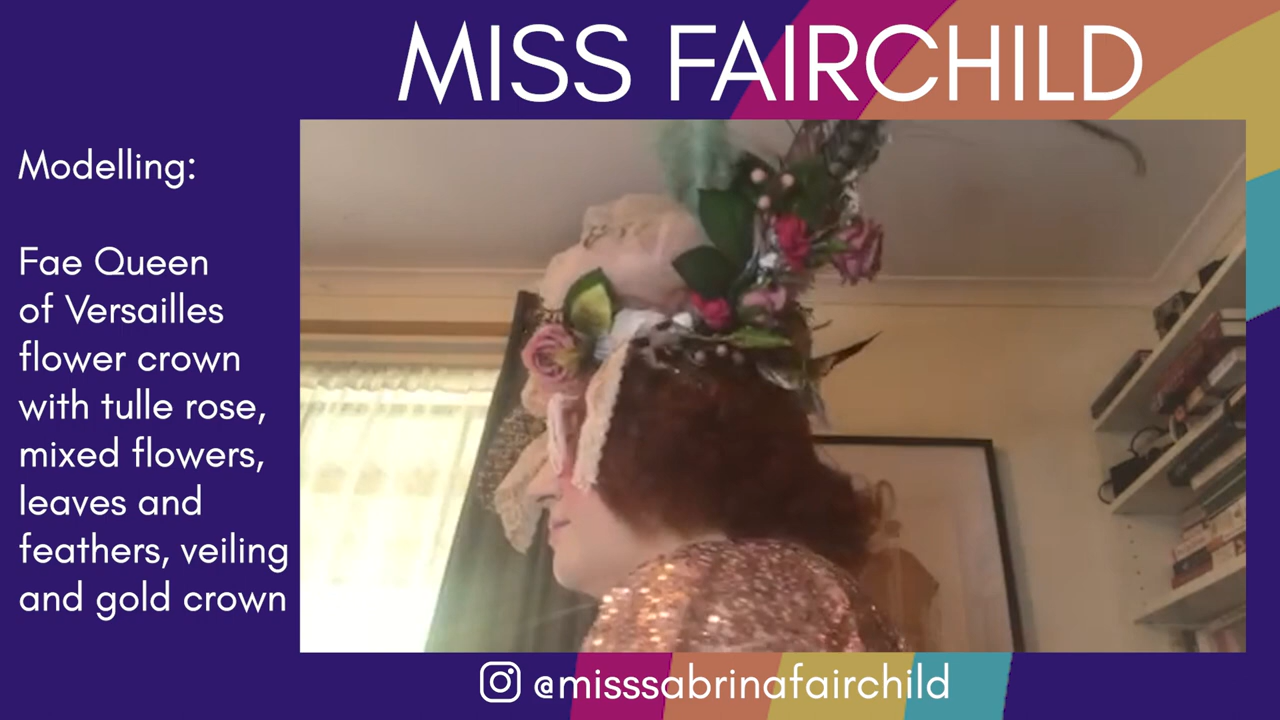 MISS FAIRCHILD
Modelling:
Fae Queen
of Versailles
flower crown
with tulle rose,
mixed flowers,
leaves and
feathers, veiling
and gold crown
@misssabrinafairchild